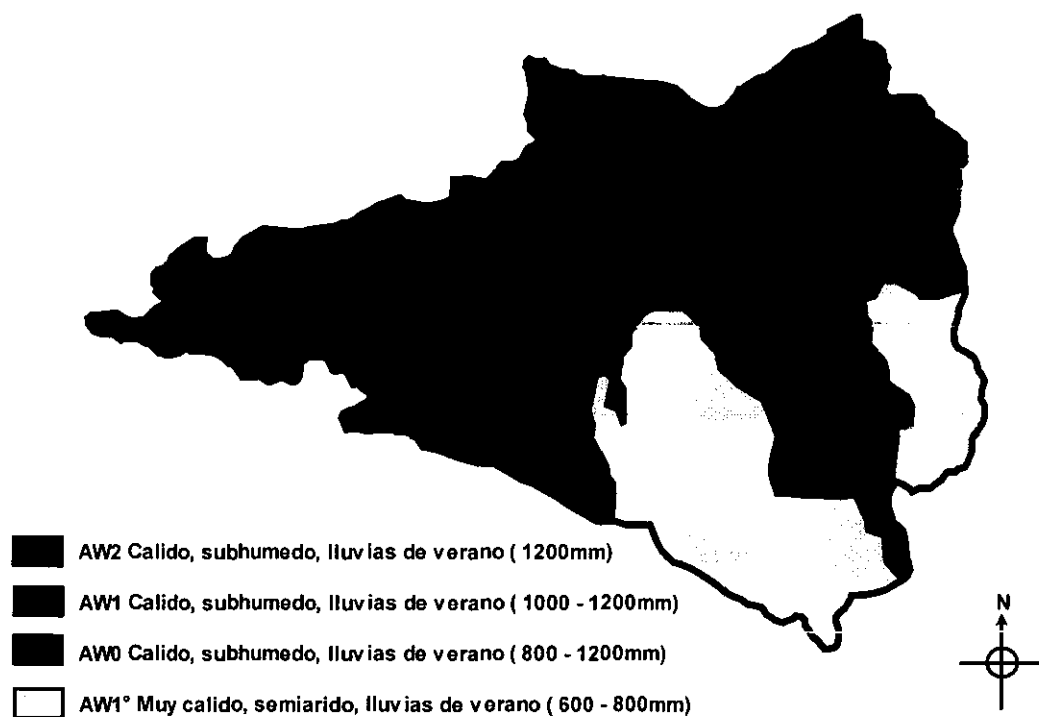 AW2 Calido, subhumedo, lluvias de verano ( 1200mm)
AW1 Calido, subhumedo, lluvias de verano ( 1000 - 1200mm)
AW0 Calido, subhumedo, lluvias de verano ( 800 - 1200mm)
N
AW1° Muy calido, semiarido, lluvias de verano ( 600 - 800mm)